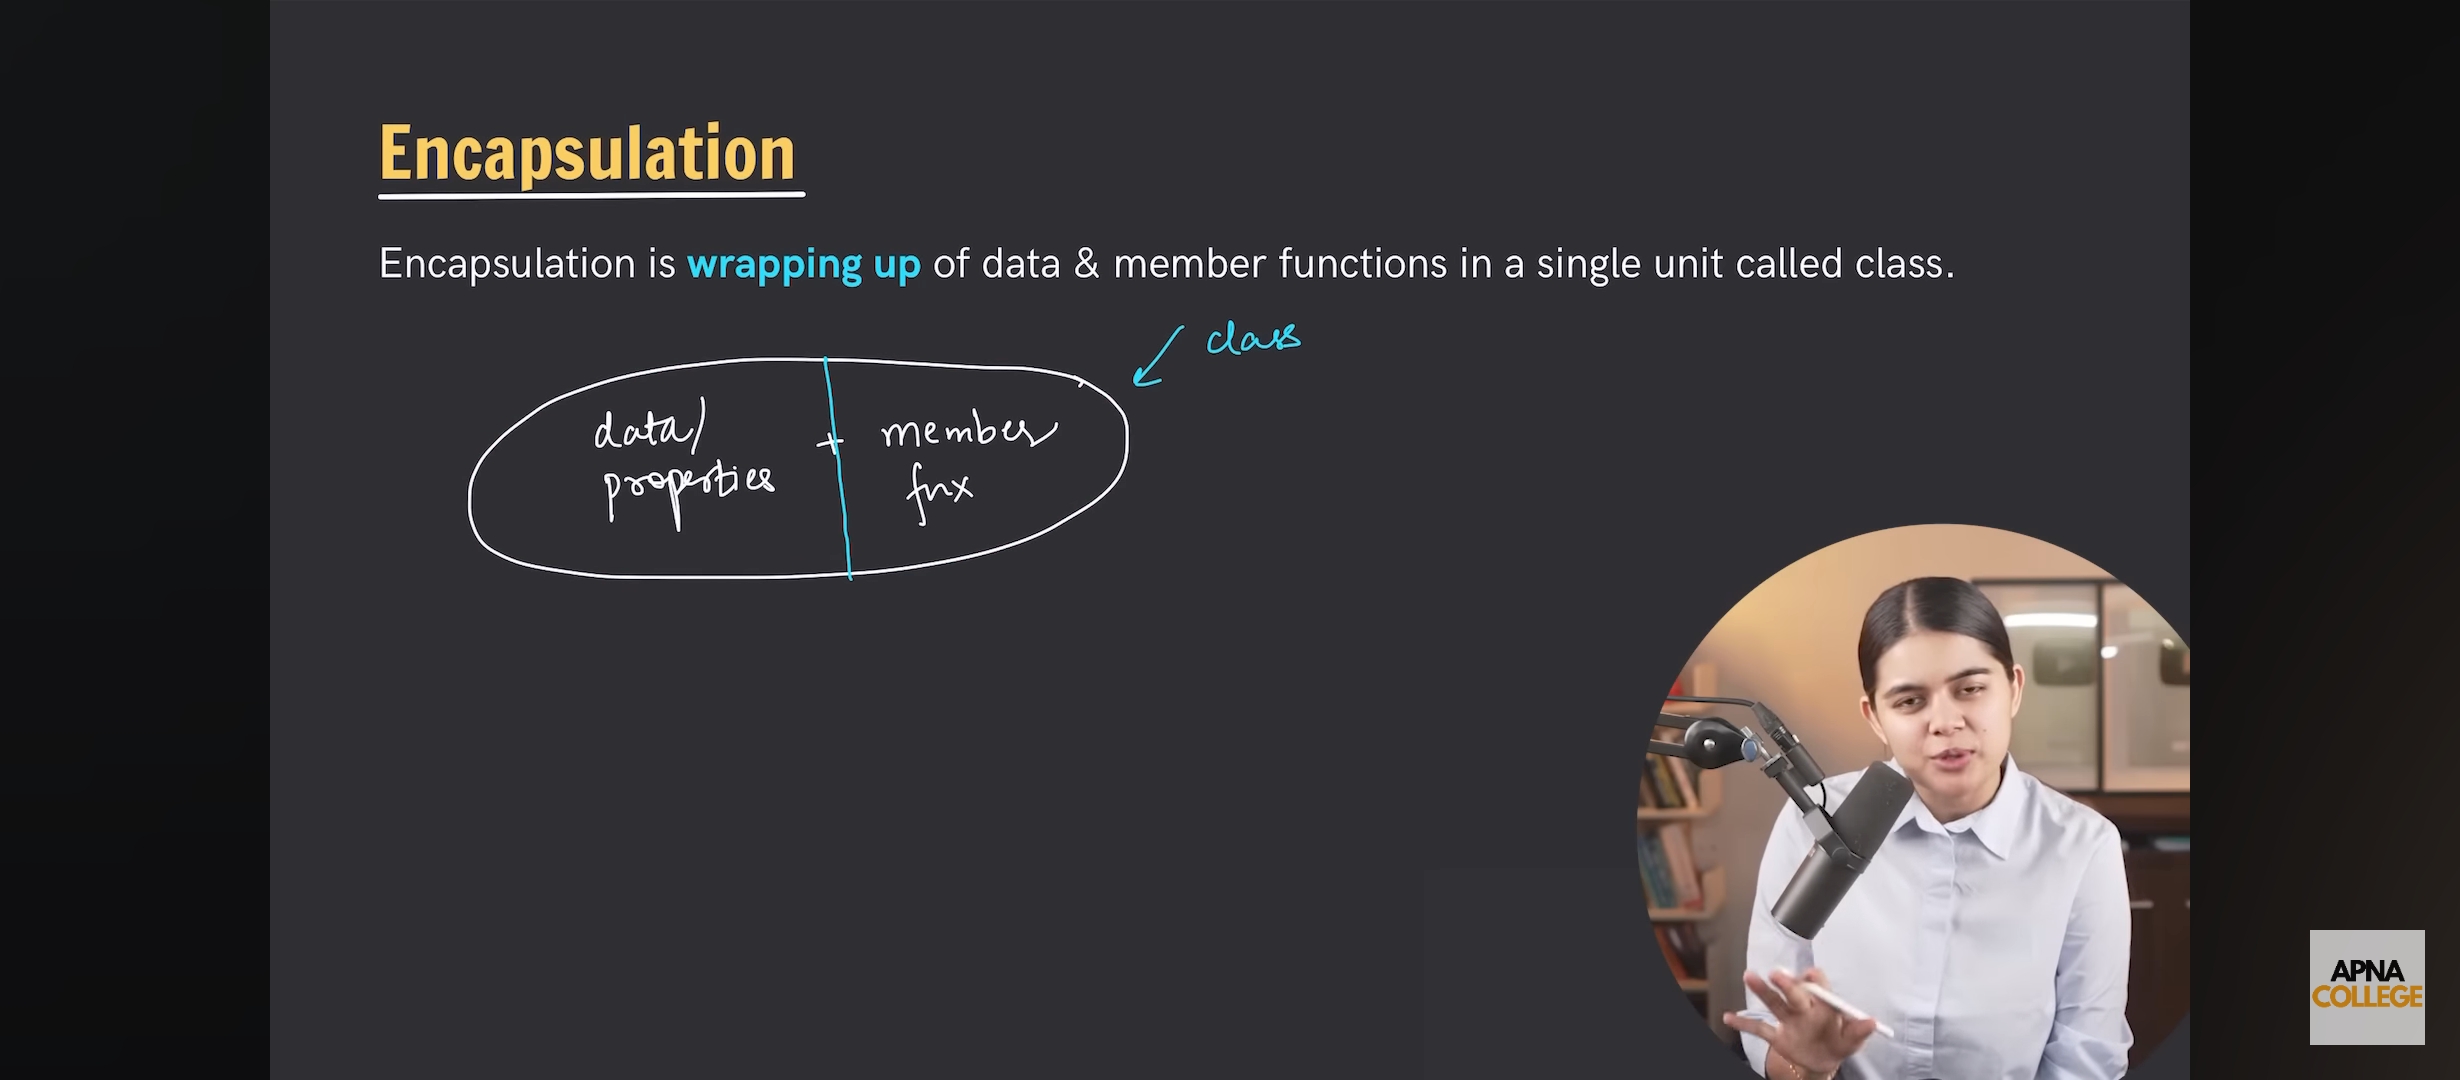 Encapsulation
Encapsulation is wrapping up of data & member functions in a single unit called class.
class
data/ + member
properties fnx
APNA
COLLEGE